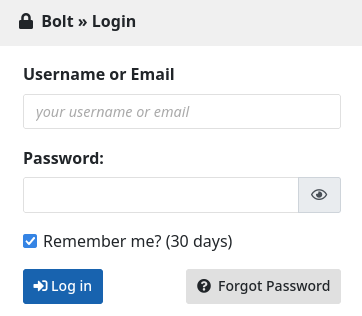 Bolt » Login
Username or Email
your username or email
Password:
Remember me? (30 days)
Log in
Forgot Password